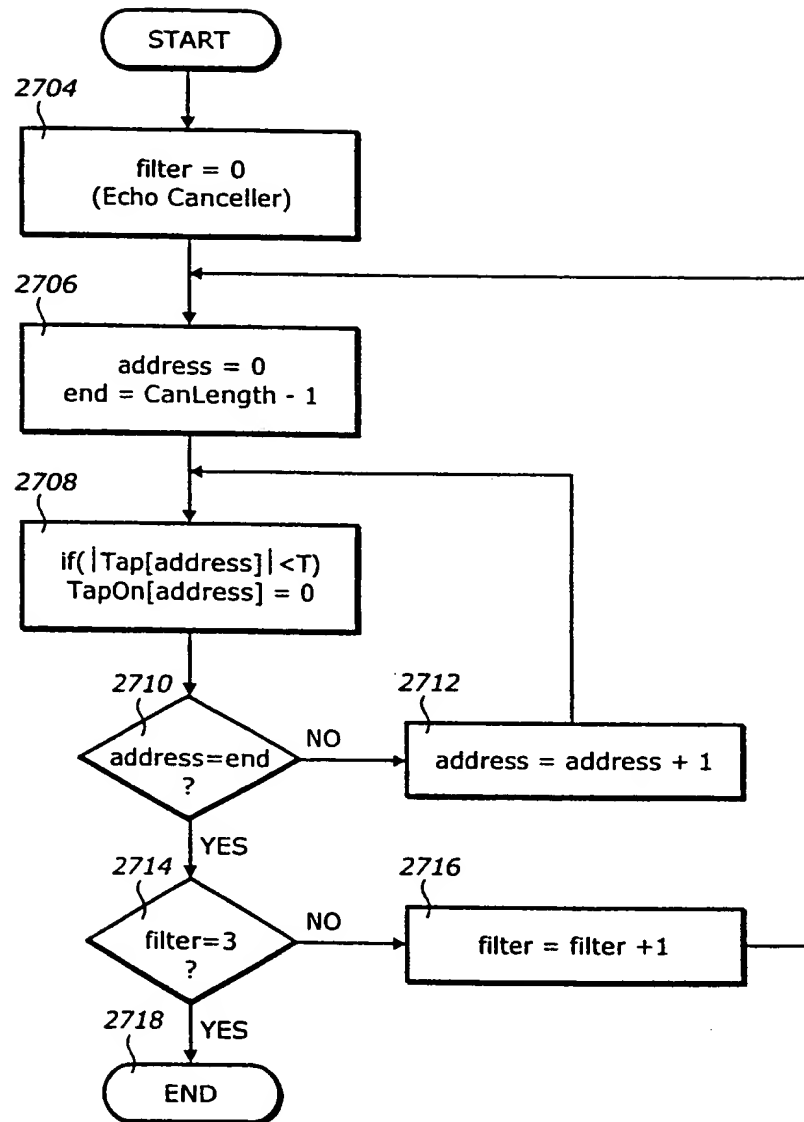 START
2704
filter = 0
(Echo Canceller)
2706
address = 0
end = CanLength - 1
2708
if(|Tap[address]|<T)
TapOn[address] = 0
2710
address=end
?
NO
2712
address = address + 1
YES
2714
filter=3
?
NO
2716
filter = filter +1
YES
2718
END